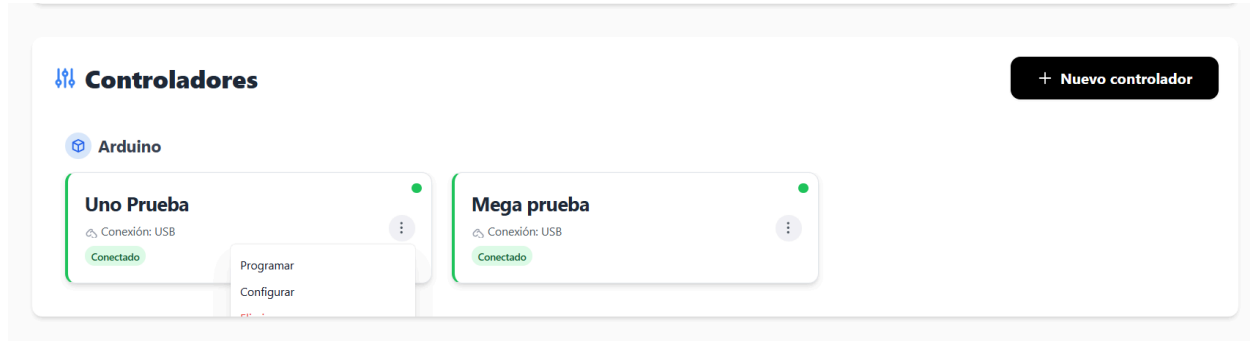 Controladores
+ Nuevo controlador
Arduino
Uno Prueba
Conexión: USB
Conectado
Programar
Configurar
Mega prueba
Conexión: USB
Conectado